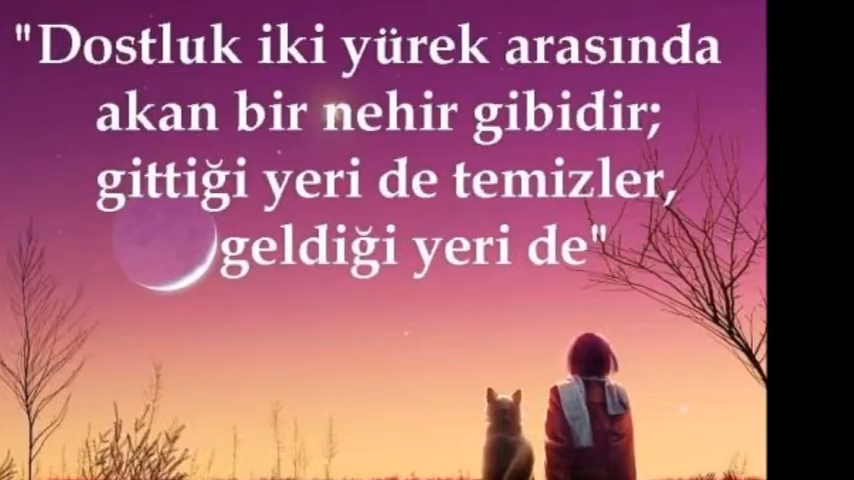 "Dostluk iki yürek arasında
akan bir nehir gibidir;
gittiği yeri de temizler,
geldiği yeri de"